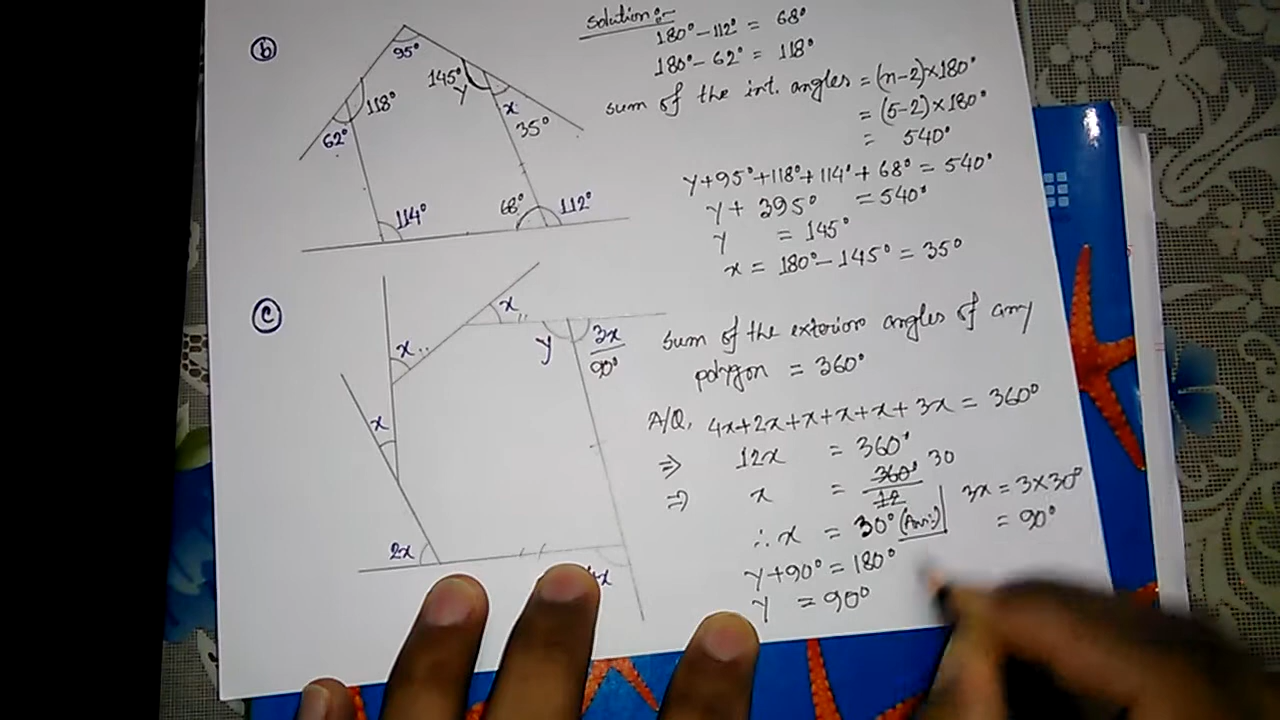 b
95°
118°
145°
y
x
35°
62°
114°
68°
112°
Solution:-
180°-112° = 68°
180°-62° = 118°
sum of the int. angles = (n-2)×180°
= (5-2)×180°
= 540°
y+95°+118°+114°+68° = 540°
y + 395° = 540°
y = 145°
x = 180°-145° = 35°
c
x
x
x
y
3x
90°
2x
Sum of the exterior angles of any
polygon = 360°
A/Q, 4x+2x+x+x+x+3x = 360°
⇒ 12x = 360°
⇒ x = 360°/12 30
∴ x = 30° (Ans:)
3x = 3×30°
= 90°
y+90° = 180°
y = 90°